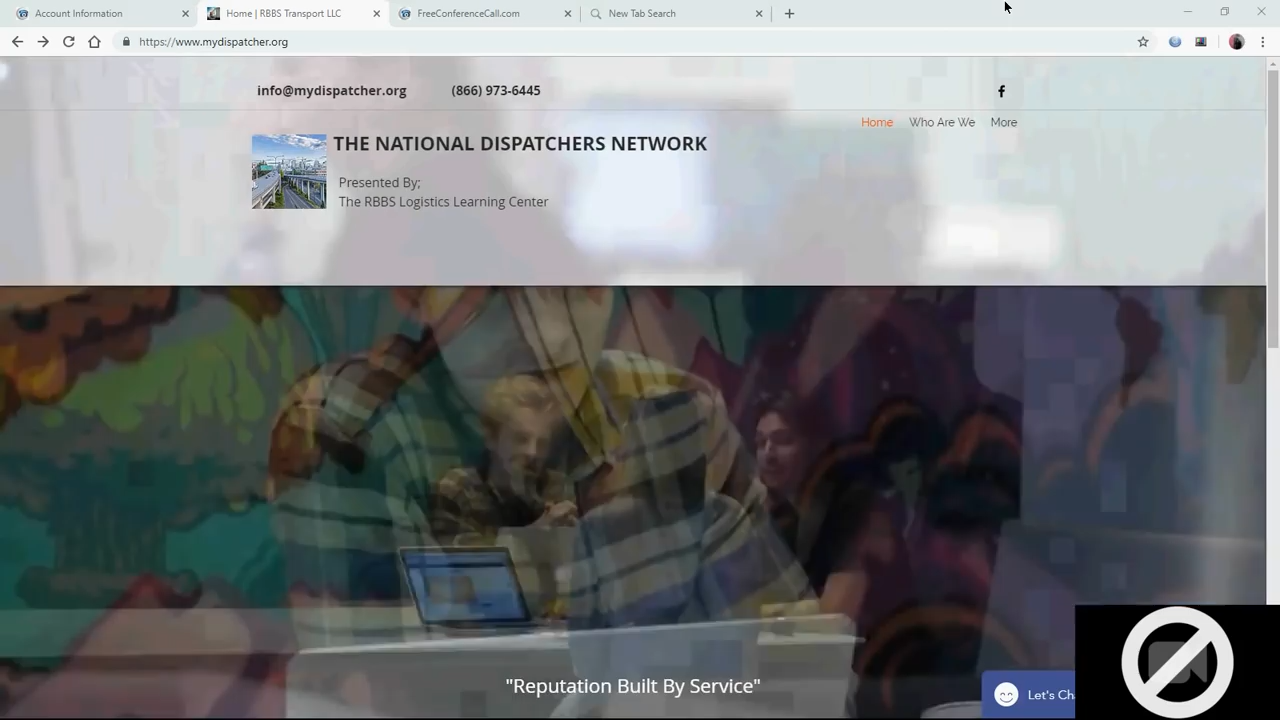 Account Information
Home | RBBS Transport LLC
FreeConferenceCall.com
New Tab Search
https://www.mydispatcher.org
info@mydispatcher.org
(866) 973-6445
Home
Who Are We
More
THE NATIONAL DISPATCHERS NETWORK
Presented By;
The RBBS Logistics Learning Center
"Reputation Built By Service"
Let's Ch